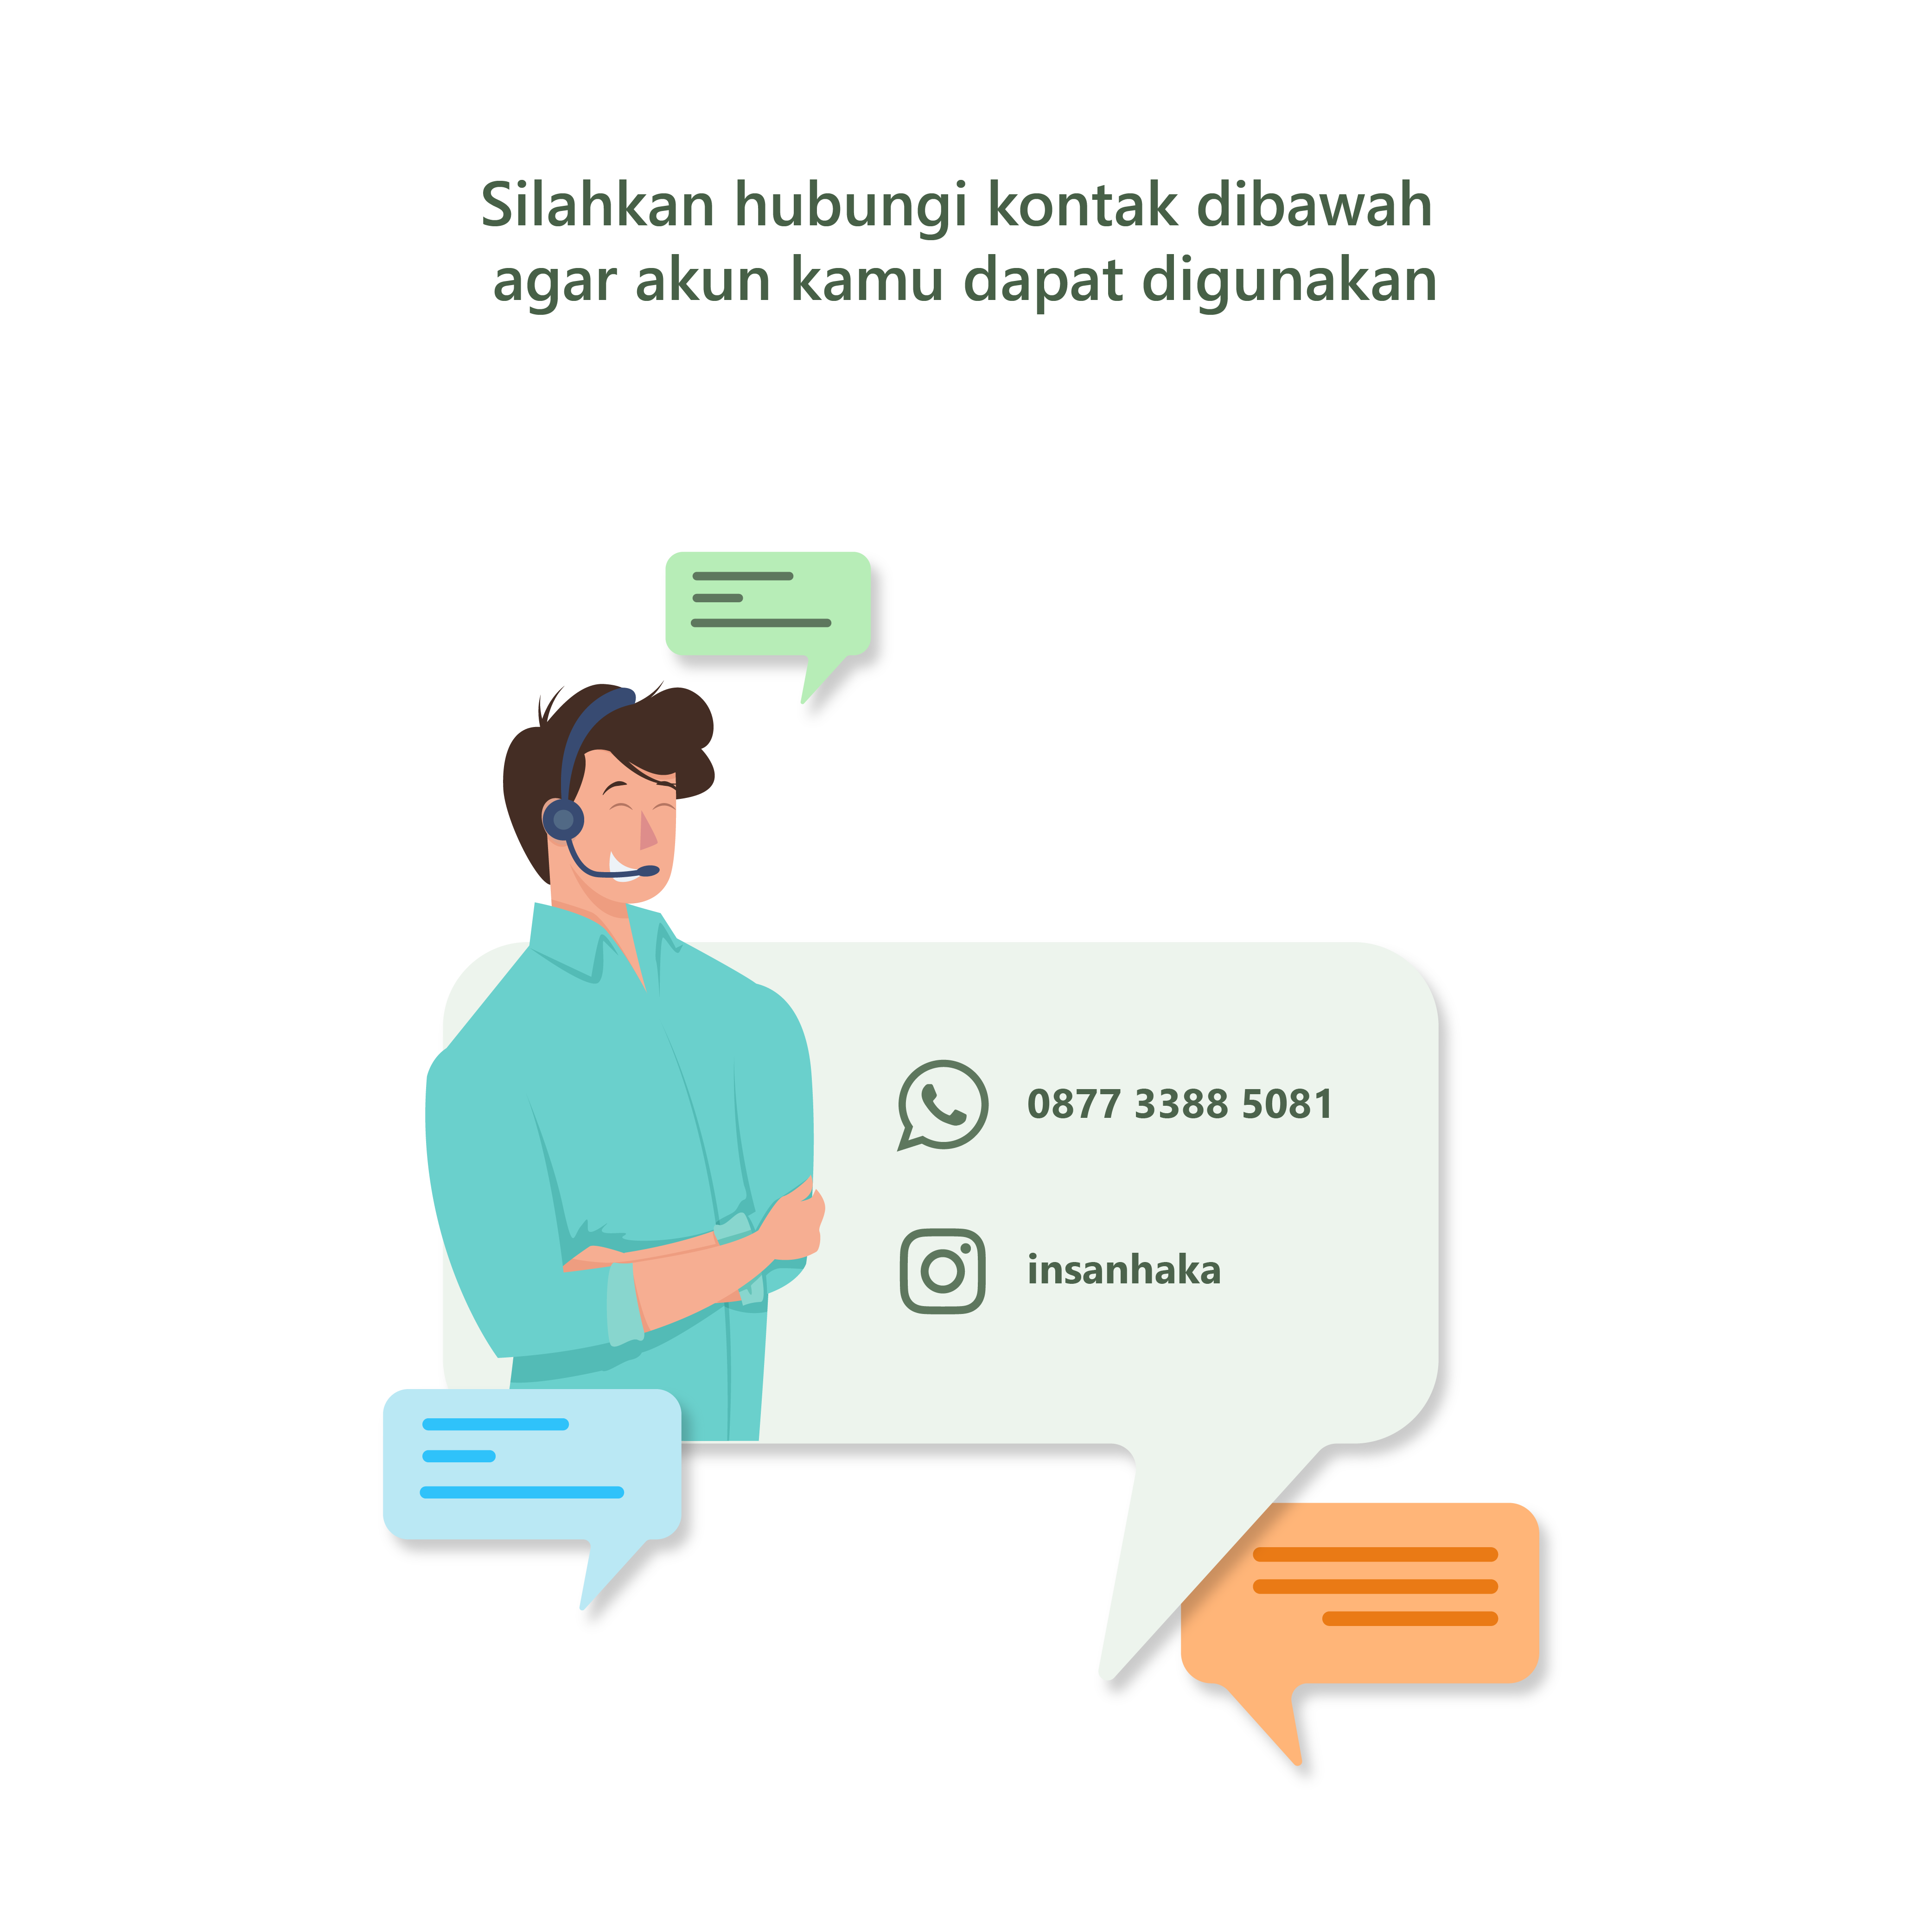 Silahkan hubungi kontak dibawah
agar akun kamu dapat digunakan
0877 3388 5081
insanhaka